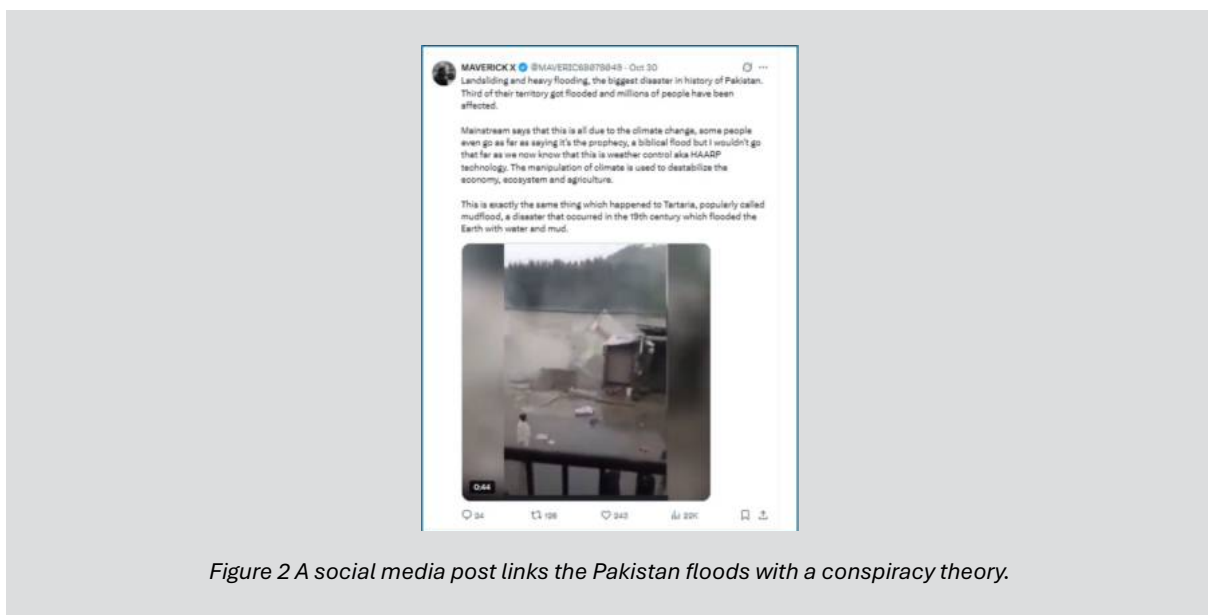 MAVERICK X @MAVERIC68078048 · Oct 30
Landsliding and heavy flooding, the biggest disaster in history of Pakistan.
Third of their territory got flooded and millions of people have been
affected.
Mainstream says that this is all due to the climate change, some people
even go as far as saying it's the prophecy, a biblical flood but I wouldn't go
that far as we now know that this is weather control aka HAARP
technology. The manipulation of climate is used to destabilize the
economy, ecosystem and agriculture.
This is exactly the same thing which happened to Tartaria, popularly called
mudflood, a disaster that occurred in the 19th century which flooded the
Earth with water and mud.
0:44
Figure 2 A social media post links the Pakistan floods with a conspiracy theory.